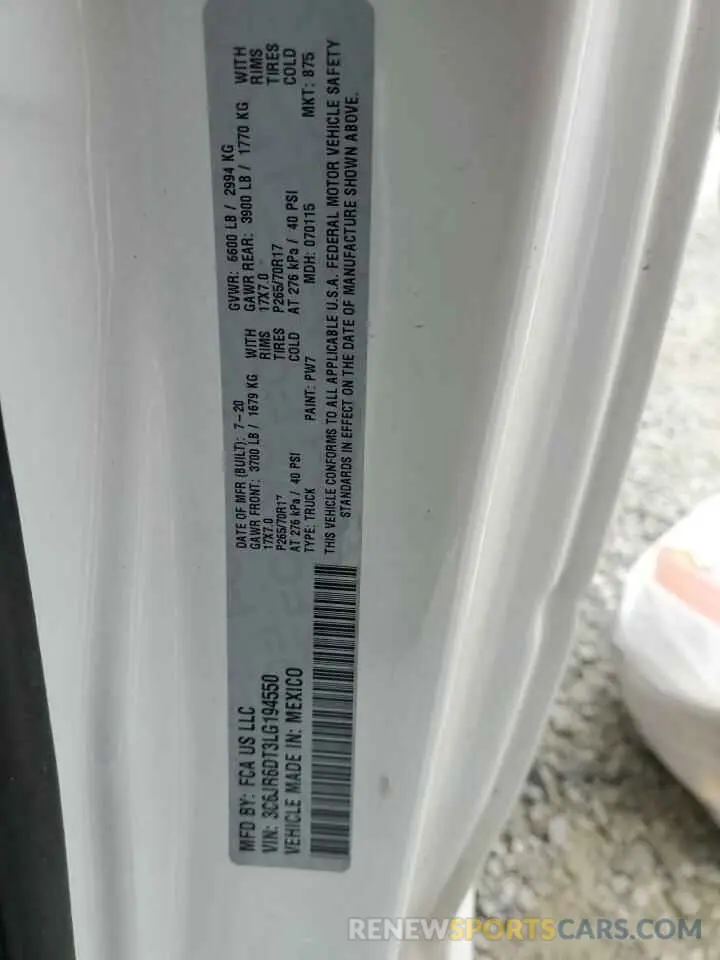 MFD BY: FCA US LLC
VIN: 3C6JR6DT3LG194550
VEHICLE MADE IN: MEXICO
DATE OF MFR (BUILT): 7-20
GAWR FRONT: 3700 LB / 1679 KG WITH
17X7.0 RIMS
P265/70R17 TIRES
AT 276 kPa / 40 PSI COLD
TYPE: TRUCK PAINT: PW7
GVWR: 6600 LB / 2994 KG
GAWR REAR: 3900 LB / 1770 KG WITH
17X7.0 RIMS
P265/70R17 TIRES
AT 276 kPa / 40 PSI COLD
MDH: 070115 MKT: 875
THIS VEHICLE CONFORMS TO ALL APPLICABLE U.S.A. FEDERAL MOTOR VEHICLE SAFETY
STANDARDS IN EFFECT ON THE DATE OF MANUFACTURE SHOWN ABOVE.
RENEWSPORTSCARS.COM